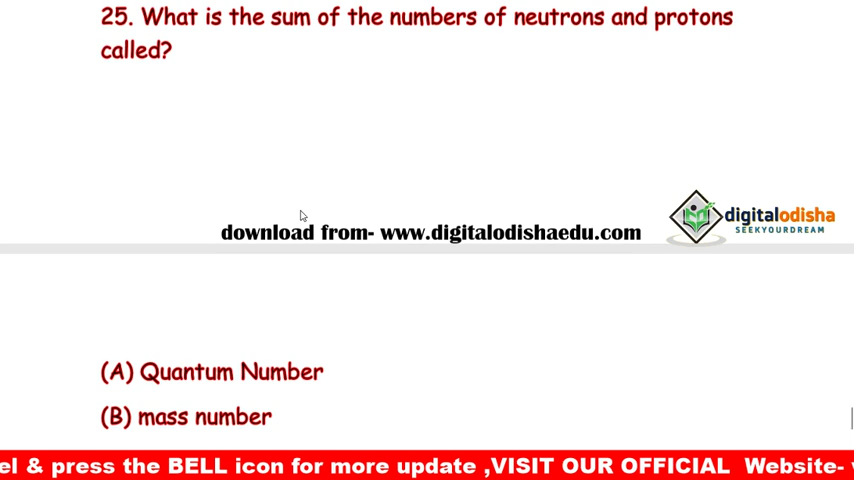 25. What is the sum of the numbers of neutrons and protons
called?
download from- www.digitalodishaedu.com
digitalodisha
SEEKYOURDREAM
(A) Quantum Number
(B) mass number
el & press the BELL icon for more update ,VISIT OUR OFFICIAL Website-